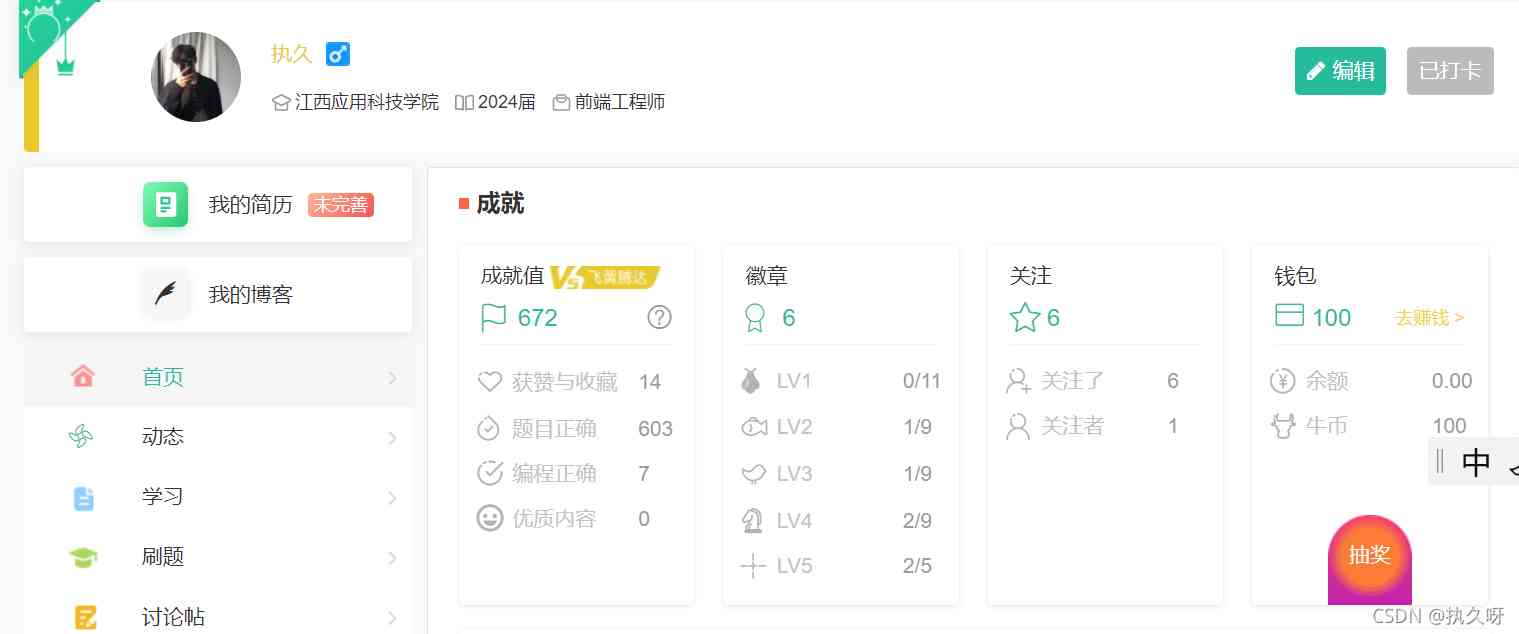 执久
编辑
已打卡
江西应用科技学院 2024届 前端工程师
我的简历 未完善
我的博客
首页
动态
学习
刷题
讨论帖
成就
成就值 VS 飞黄腾达
672
获赞与收藏 14
题目正确 603
编程正确 7
优质内容 0
徽章
6
LV1 0/11
LV2 1/9
LV3 1/9
LV4 2/9
LV5 2/5
关注
6
关注了 6
关注者 1
钱包
100 去赚钱 >
余额 0.00
牛币 100
中
抽奖
CSDN @执久呀